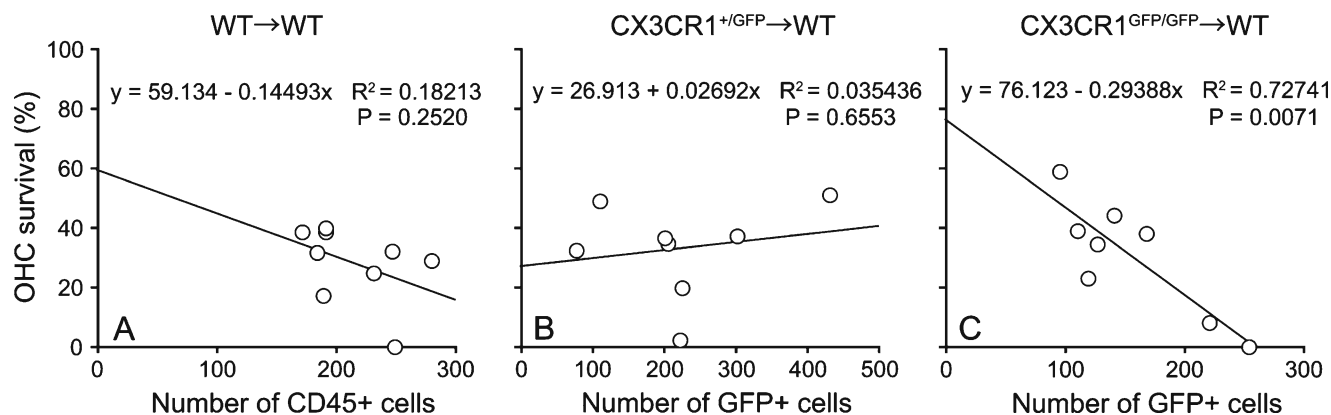 WT→WT
CX3CR1+/GFP→WT
CX3CR1GFP/GFP→WT
OHC survival (%)
100
80
60
40
20
0
y = 59.134 - 0.14493x R² = 0.18213
P = 0.2520
A
0 100 200 300
Number of CD45+ cells
y = 26.913 + 0.02692x R² = 0.035436
P = 0.6553
B
0 100 200 300 400 500
Number of GFP+ cells
y = 76.123 - 0.29388x R² = 0.72741
P = 0.0071
C
0 100 200 300
Number of GFP+ cells